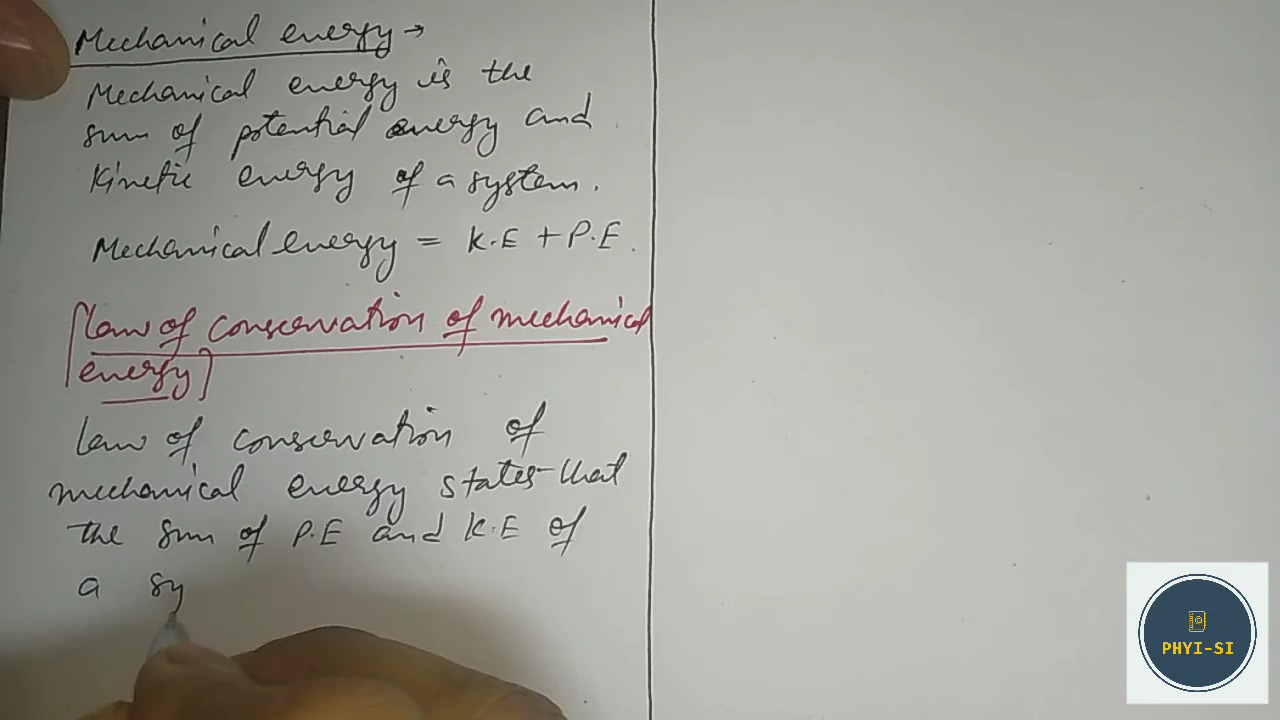 Mechanical energy →
Mechanical energy is the
sum of potential energy and
Kinetic energy of a system.
Mechanical energy = K.E + P.E.
[law of conservation of mechanical
energy]
law of conservation of
mechanical energy states that
the sum of P.E and K.E of
a sy
PHYI-SI